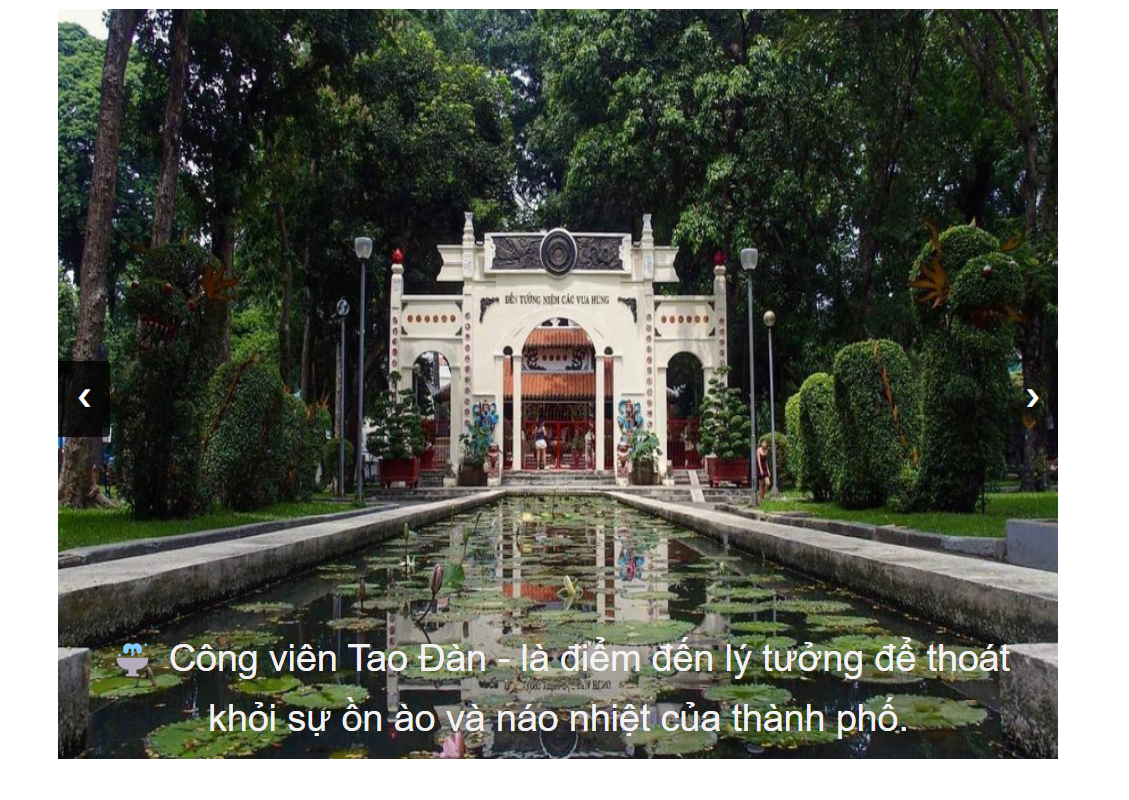 ĐỀN TƯỞNG NIỆM CÁC VUA HÙNG
Công viên Tao Đàn - là điểm đến lý tưởng để thoát
khỏi sự ồn ào và náo nhiệt của thành phố.